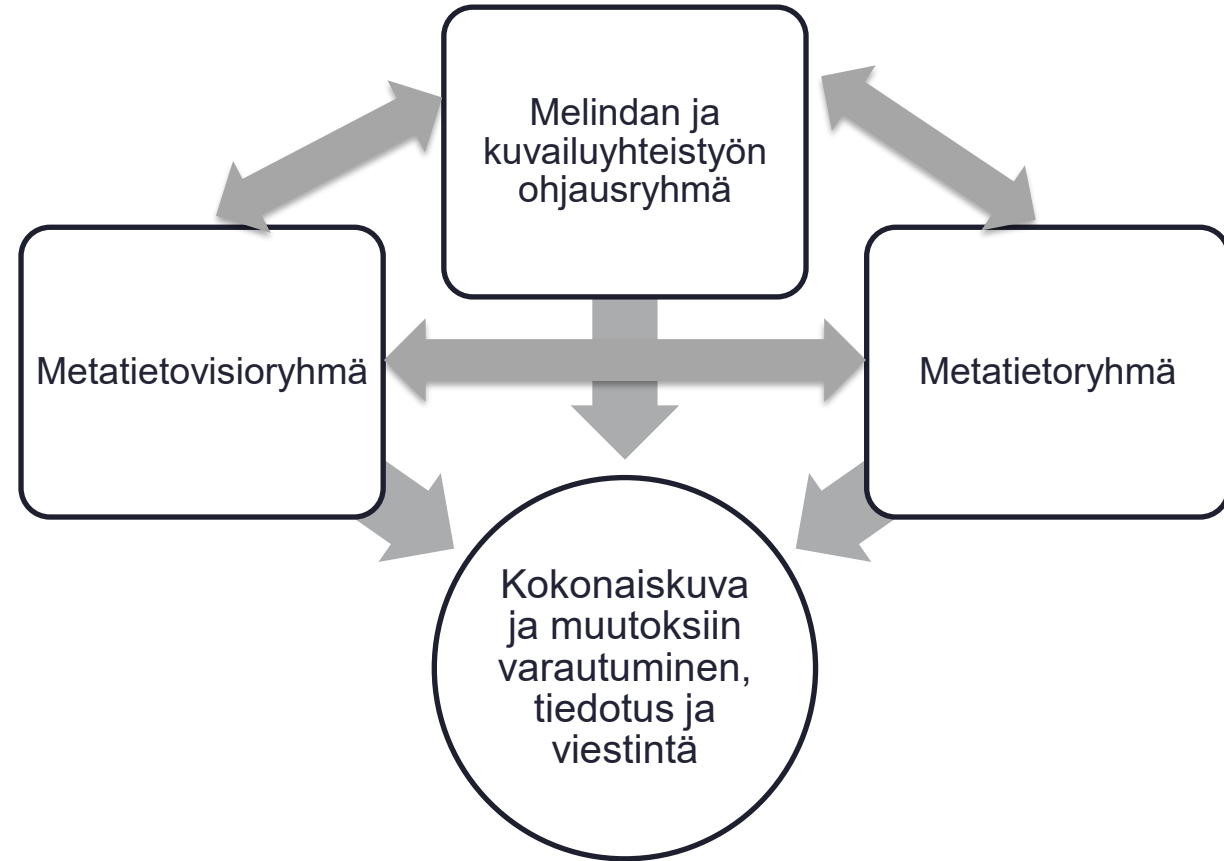 Melindan ja
kuvailuyhteistyön
ohjausryhmä
Metatietovisioryhmä
Metatietoryhmä
Kokonaiskuva
ja muutoksiin
varautuminen,
tiedotus ja
viestintä